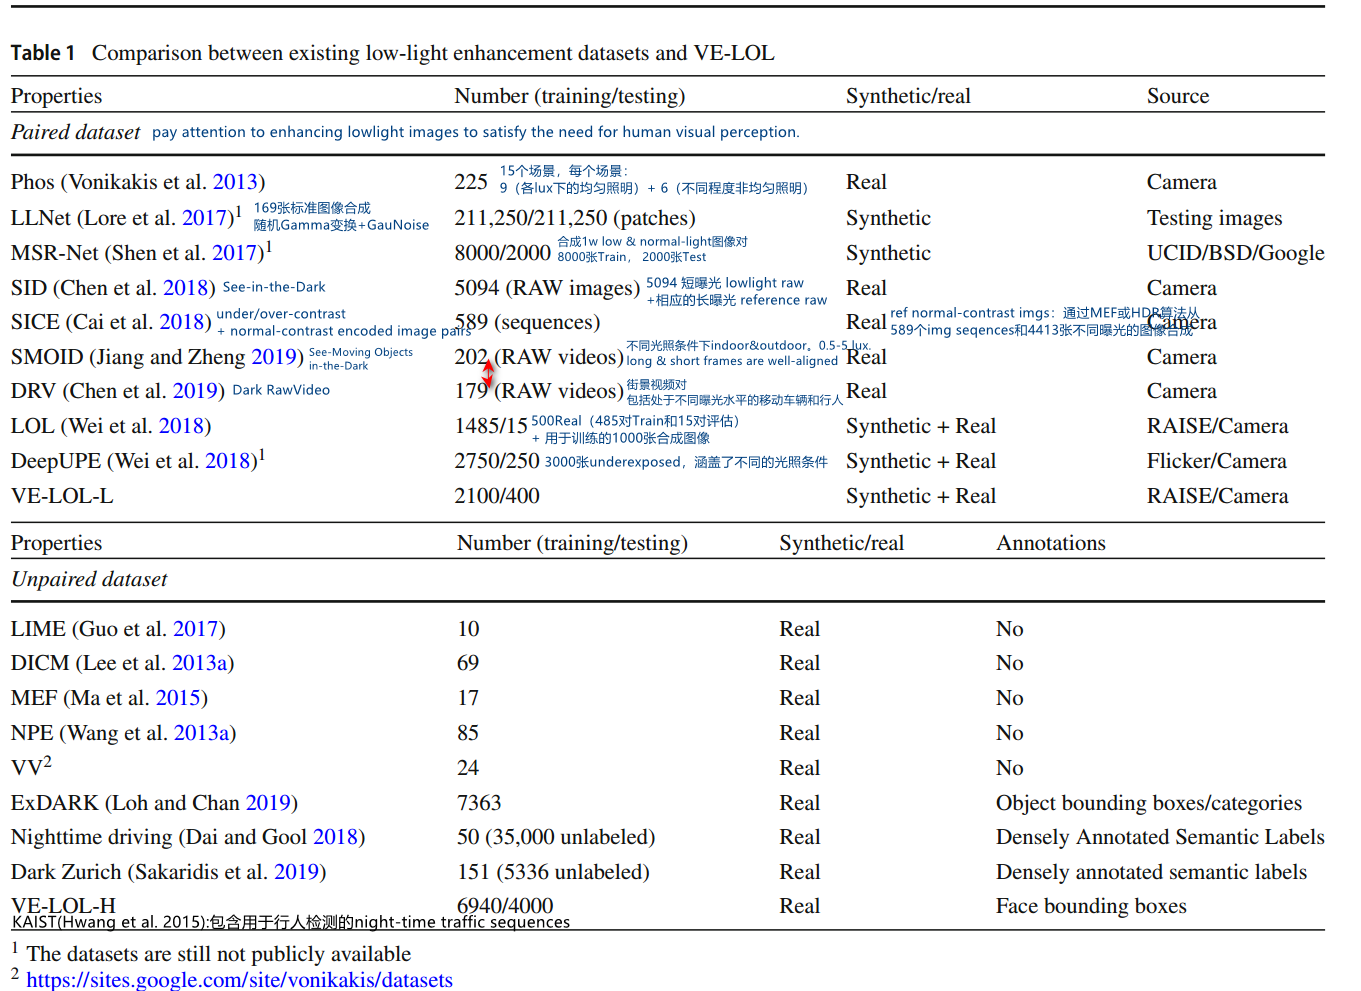 Table 1 Comparison between existing low-light enhancement datasets and VE-LOL
Properties Number (training/testing) Synthetic/real Source
Paired dataset pay attention to enhancing lowlight images to satisfy the need for human visual perception.
Phos (Vonikakis et al. 2013) 225 15个场景，每个场景： Real Camera
9（各lux下的均匀照明）+ 6（不同程度非均匀照明）
LLNet (Lore et al. 2017)1 169张标准图像合成 211,250/211,250 (patches) Synthetic Testing images
随机Gamma变换+GauNoise
MSR-Net (Shen et al. 2017)1 8000/2000 合成1w low & normal-light图像对 Synthetic UCID/BSD/Google
8000张Train， 2000张Test
SID (Chen et al. 2018) See-in-the-Dark 5094 (RAW images) 5094 短曝光 lowlight raw Real Camera
+相应的长曝光 reference raw
SICE (Cai et al. 2018) under/over-contrast 589 (sequences) Real ref normal-contrast imgs：通过MEF或HDR算法从 Camera
+ normal-contrast encoded image pairs 589个img seqences和4413张不同曝光的图像合成
SMOID (Jiang and Zheng 2019) See-Moving Objects 202 (RAW videos) 不同光照条件下indoor&outdoor。0.5-5 lux. Real Camera
in-the-Dark long & short frames are well-aligned
DRV (Chen et al. 2019) Dark RawVideo 179 (RAW videos) 街景视频对 Real Camera
包括处于不同曝光水平的移动车辆和行人
LOL (Wei et al. 2018) 1485/15 500Real（485对Train和15对评估） Synthetic + Real RAISE/Camera
+ 用于训练的1000张合成图像
DeepUPE (Wei et al. 2018)1 2750/250 3000张underexposed，涵盖了不同的光照条件 Synthetic + Real Flicker/Camera
VE-LOL-L 2100/400 Synthetic + Real RAISE/Camera
Properties Number (training/testing) Synthetic/real Annotations
Unpaired dataset
LIME (Guo et al. 2017) 10 Real No
DICM (Lee et al. 2013a) 69 Real No
MEF (Ma et al. 2015) 17 Real No
NPE (Wang et al. 2013a) 85 Real No
VV2 24 Real No
ExDARK (Loh and Chan 2019) 7363 Real Object bounding boxes/categories
Nighttime driving (Dai and Gool 2018) 50 (35,000 unlabeled) Real Densely Annotated Semantic Labels
Dark Zurich (Sakaridis et al. 2019) 151 (5336 unlabeled) Real Densely annotated semantic labels
VE-LOL-H 6940/4000 Real Face bounding boxes
KAIST(Hwang et al. 2015):包含用于行人检测的night-time traffic sequences
1 The datasets are still not publicly available
2 https://sites.google.com/site/vonikakis/datasets